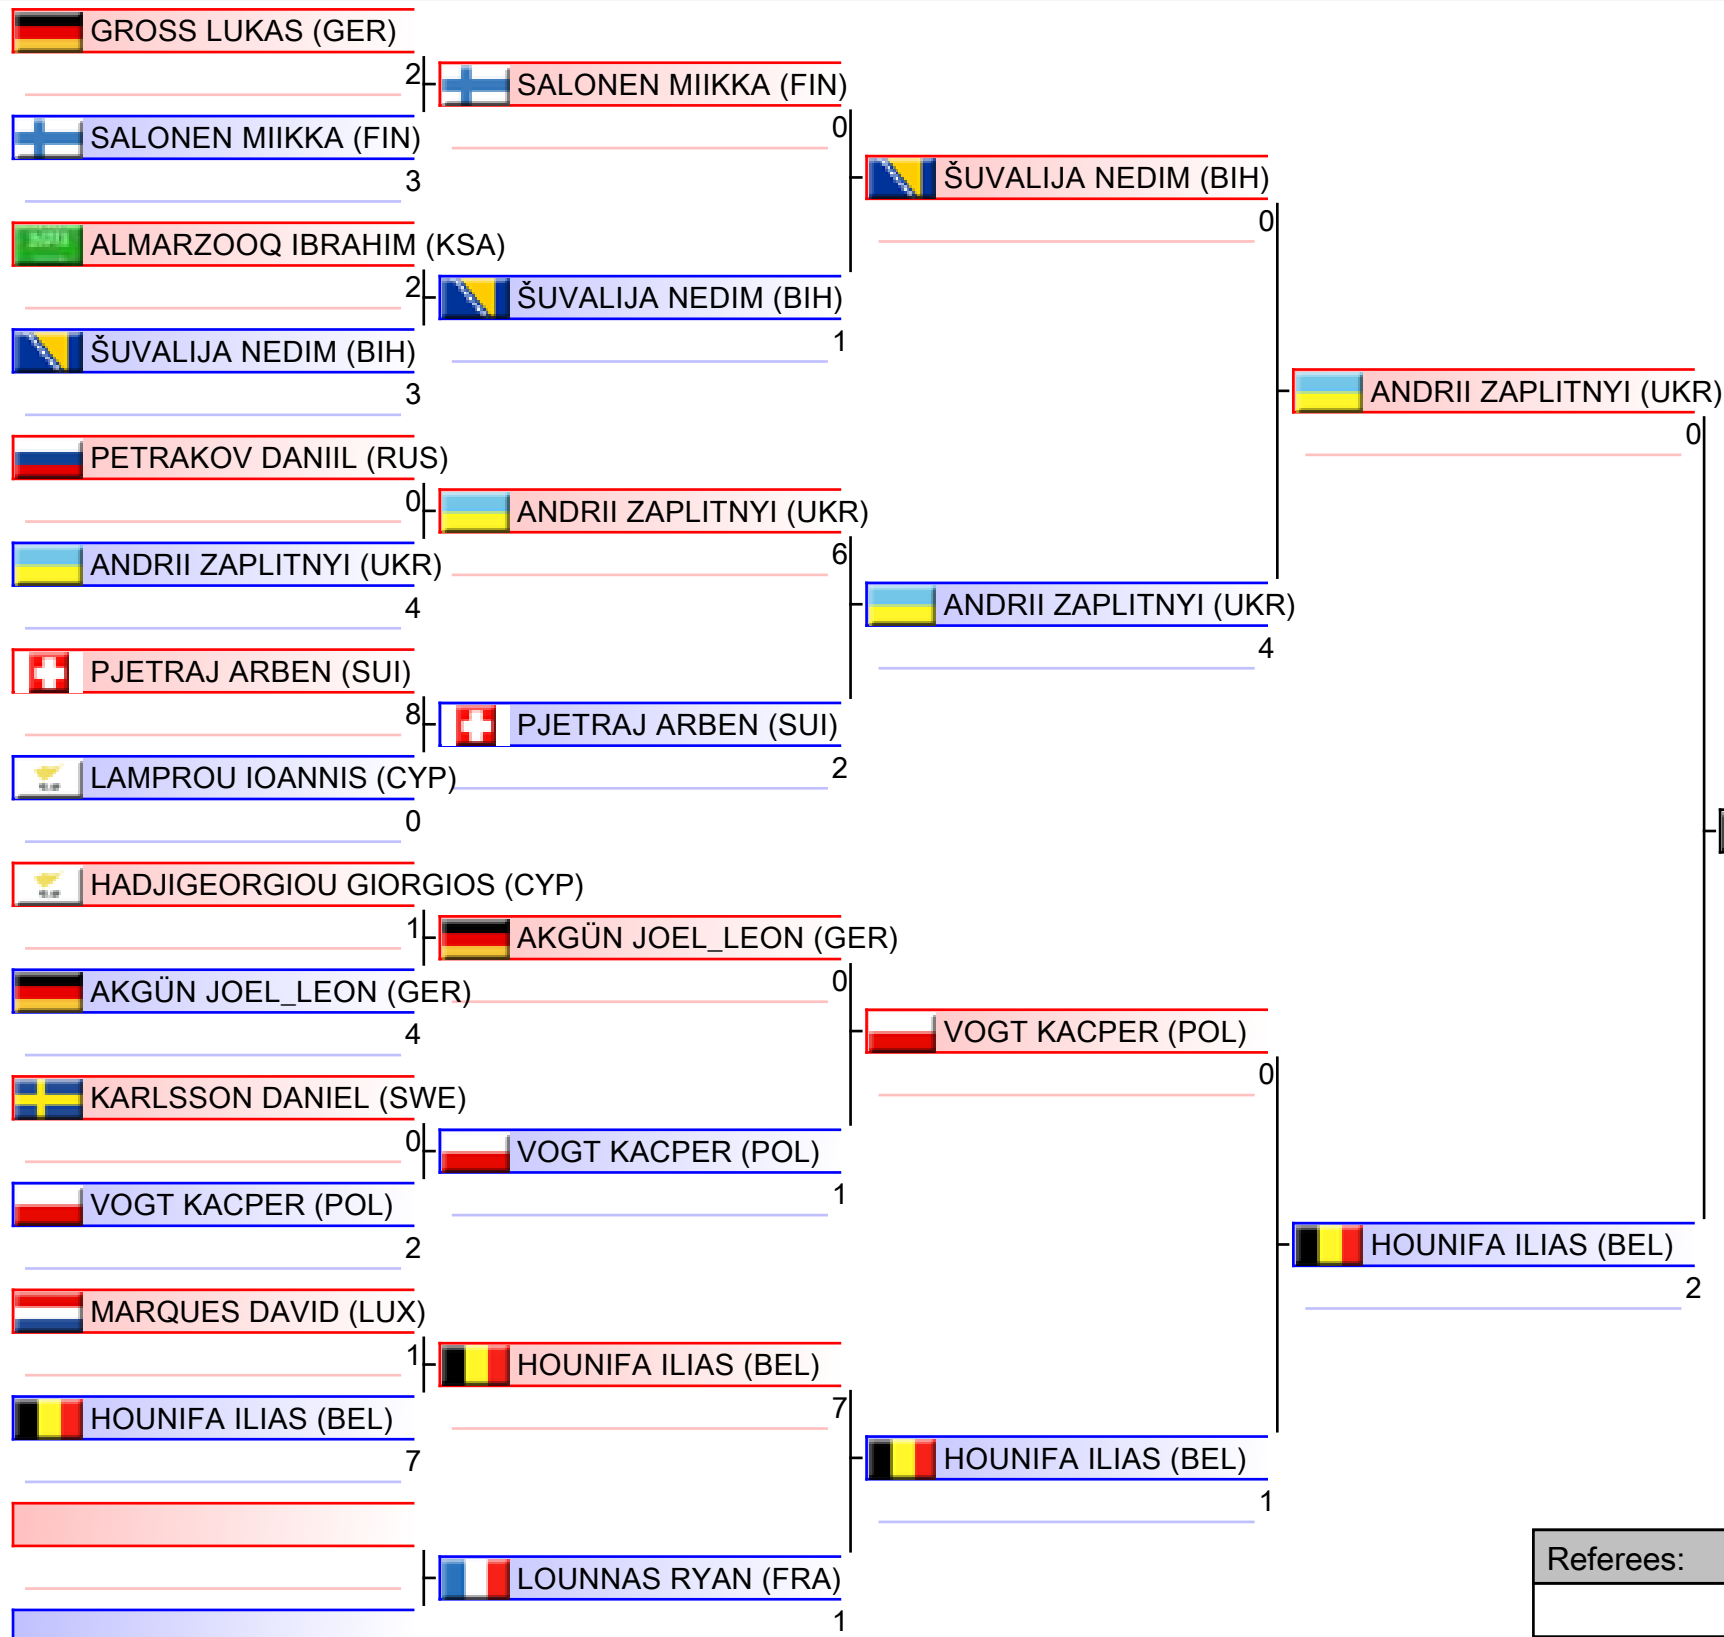 GROSS LUKAS (GER)
2
SALONEN MIIKKA (FIN)
3
ALMARZOOQ IBRAHIM (KSA)
2
ŠUVALIJA NEDIM (BIH)
3
PETRAKOV DANIIL (RUS)
0
ANDRII ZAPLITNYI (UKR)
4
PJETRAJ ARBEN (SUI)
8
LAMPROU IOANNIS (CYP)
0
HADJIGEORGIOU GIORGIOS (CYP)
1
AKGÜN JOEL_LEON (GER)
4
KARLSSON DANIEL (SWE)
0
VOGT KACPER (POL)
2
MARQUES DAVID (LUX)
1
HOUNIFA ILIAS (BEL)
7
SALONEN MIIKKA (FIN)
0
ŠUVALIJA NEDIM (BIH)
1
ANDRII ZAPLITNYI (UKR)
6
PJETRAJ ARBEN (SUI)
2
AKGÜN JOEL_LEON (GER)
0
VOGT KACPER (POL)
1
HOUNIFA ILIAS (BEL)
7
LOUNNAS RYAN (FRA)
1
ŠUVALIJA NEDIM (BIH)
0
ANDRII ZAPLITNYI (UKR)
4
VOGT KACPER (POL)
0
HOUNIFA ILIAS (BEL)
1
ANDRII ZAPLITNYI (UKR)
0
HOUNIFA ILIAS (BEL)
2
Referees: